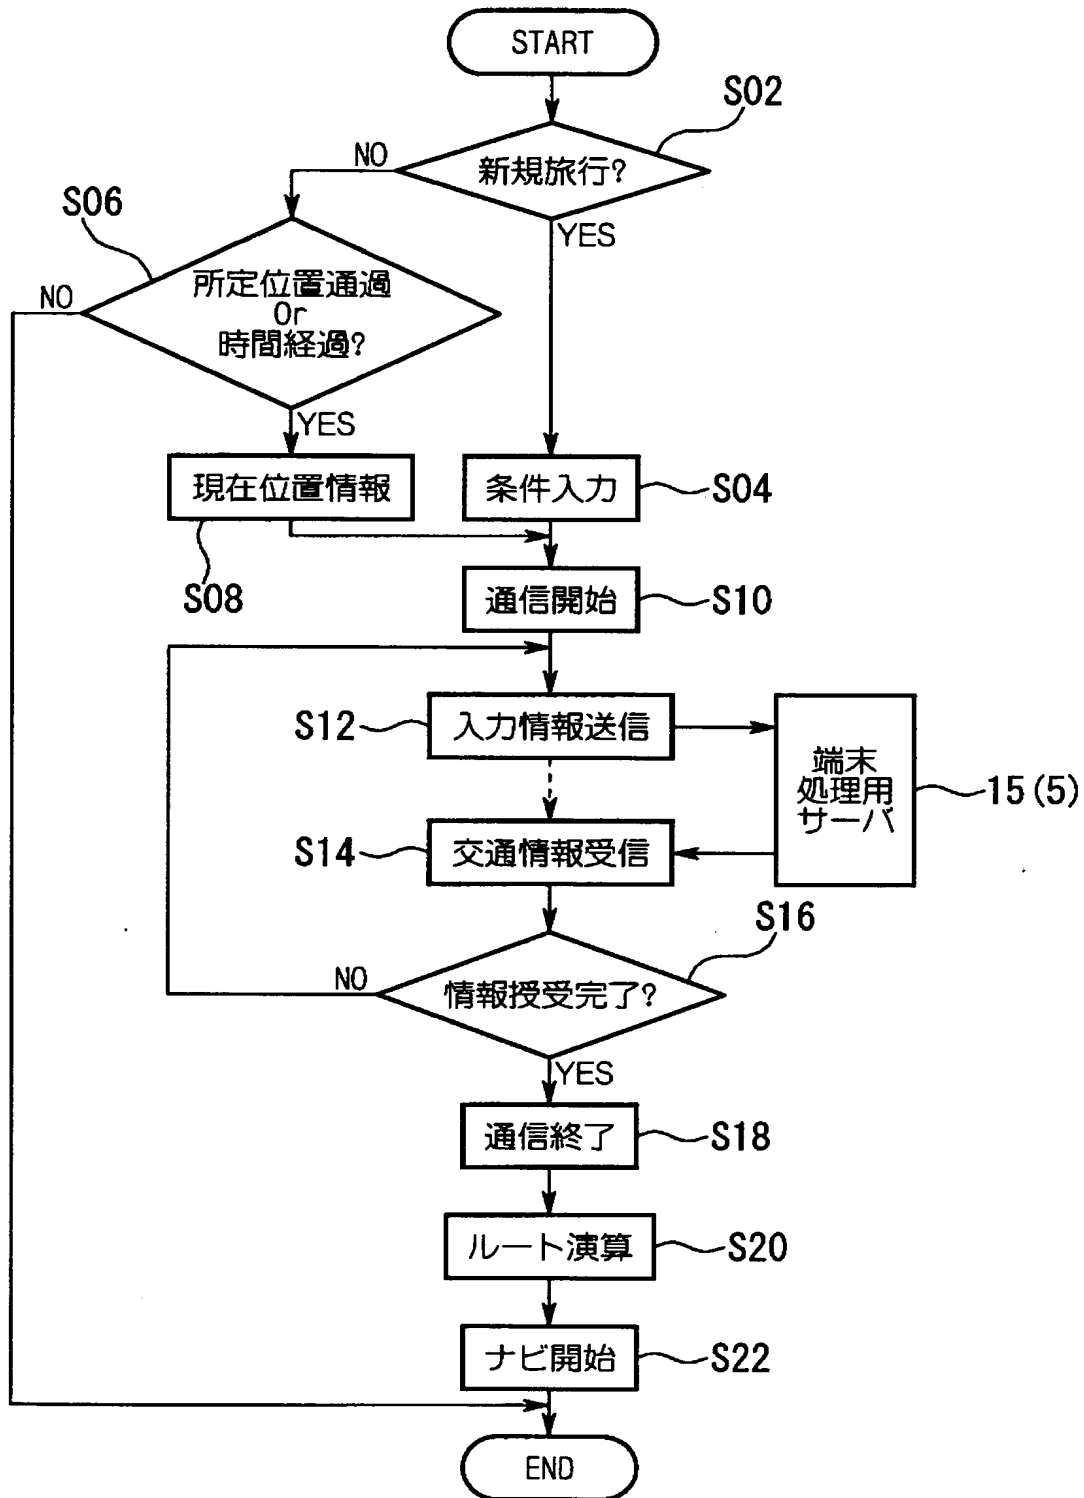 START
S02
新規旅行?
NO
YES
S06
所定位置通過
Or
時間経過?
NO
YES
現在位置情報
S08
条件入力
S04
通信開始
S10
S12
入力情報送信
端末
処理用
サーバ
15(5)
S14
交通情報受信
S16
情報授受完了?
NO
YES
通信終了
S18
ルート演算
S20
ナビ開始
S22
END